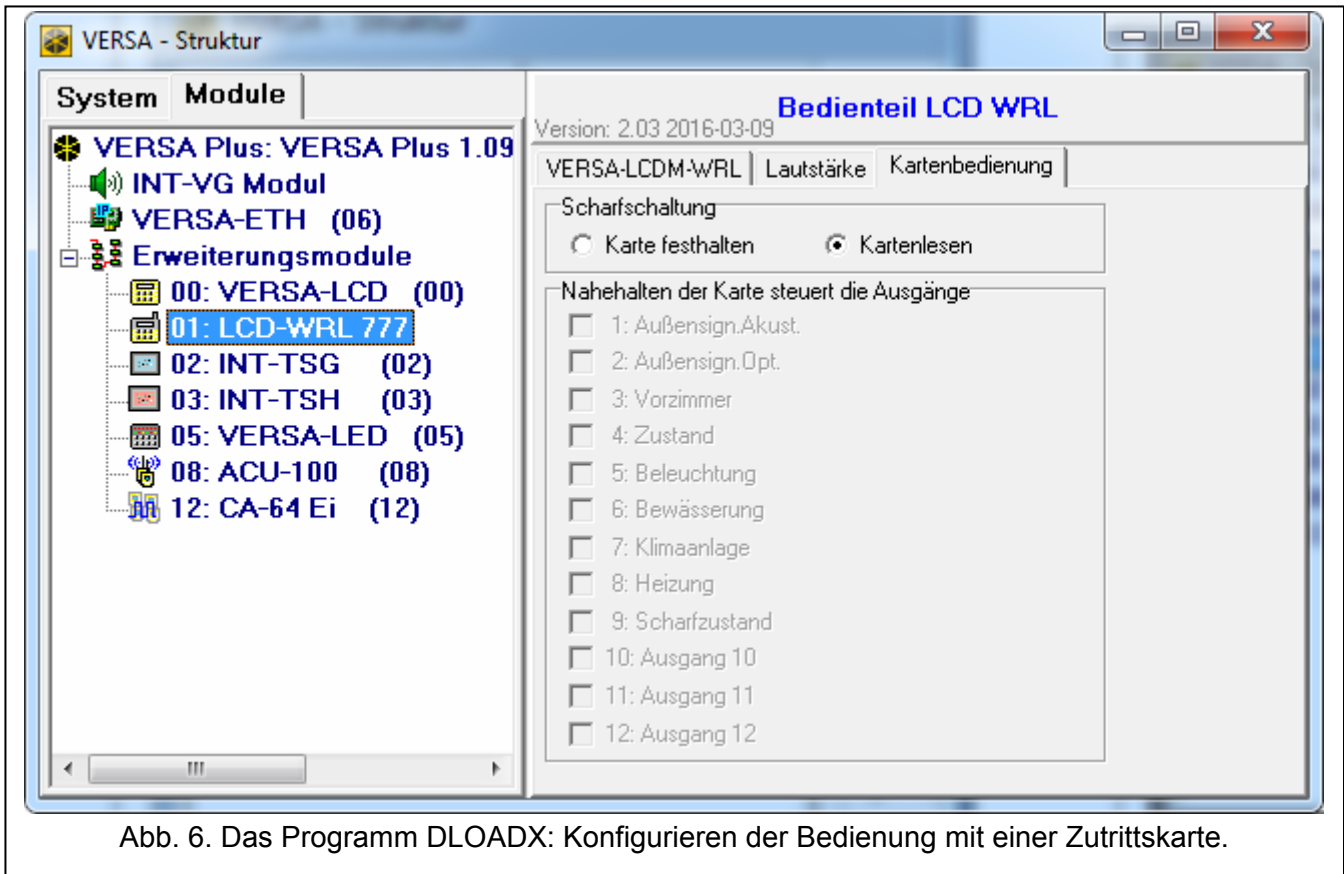 VERSA - Struktur
System Module
VERSA Plus: VERSA Plus 1.09
INT-VG Modul
VERSA-ETH (06)
Erweiterungsmodule
00: VERSA-LCD (00)
01: LCD-WRL 777
02: INT-TSG (02)
03: INT-TSH (03)
05: VERSA-LED (05)
08: ACU-100 (08)
12: CA-64 Ei (12)
Bedienteil LCD WRL
Version: 2.03 2016-03-09
VERSA-LCDM-WRL Lautstärke Kartenbedienung
Scharfschaltung
Karte festhalten Kartenlesen
Nahehalten der Karte steuert die Ausgänge
1: Außensign.Akust.
2: Außensign.Opt.
3: Vorzimmer
4: Zustand
5: Beleuchtung
6: Bewässerung
7: Klimaanlage
8: Heizung
9: Scharfzustand
10: Ausgang 10
11: Ausgang 11
12: Ausgang 12
Abb. 6. Das Programm DLOADX: Konfigurieren der Bedienung mit einer Zutrittskarte.